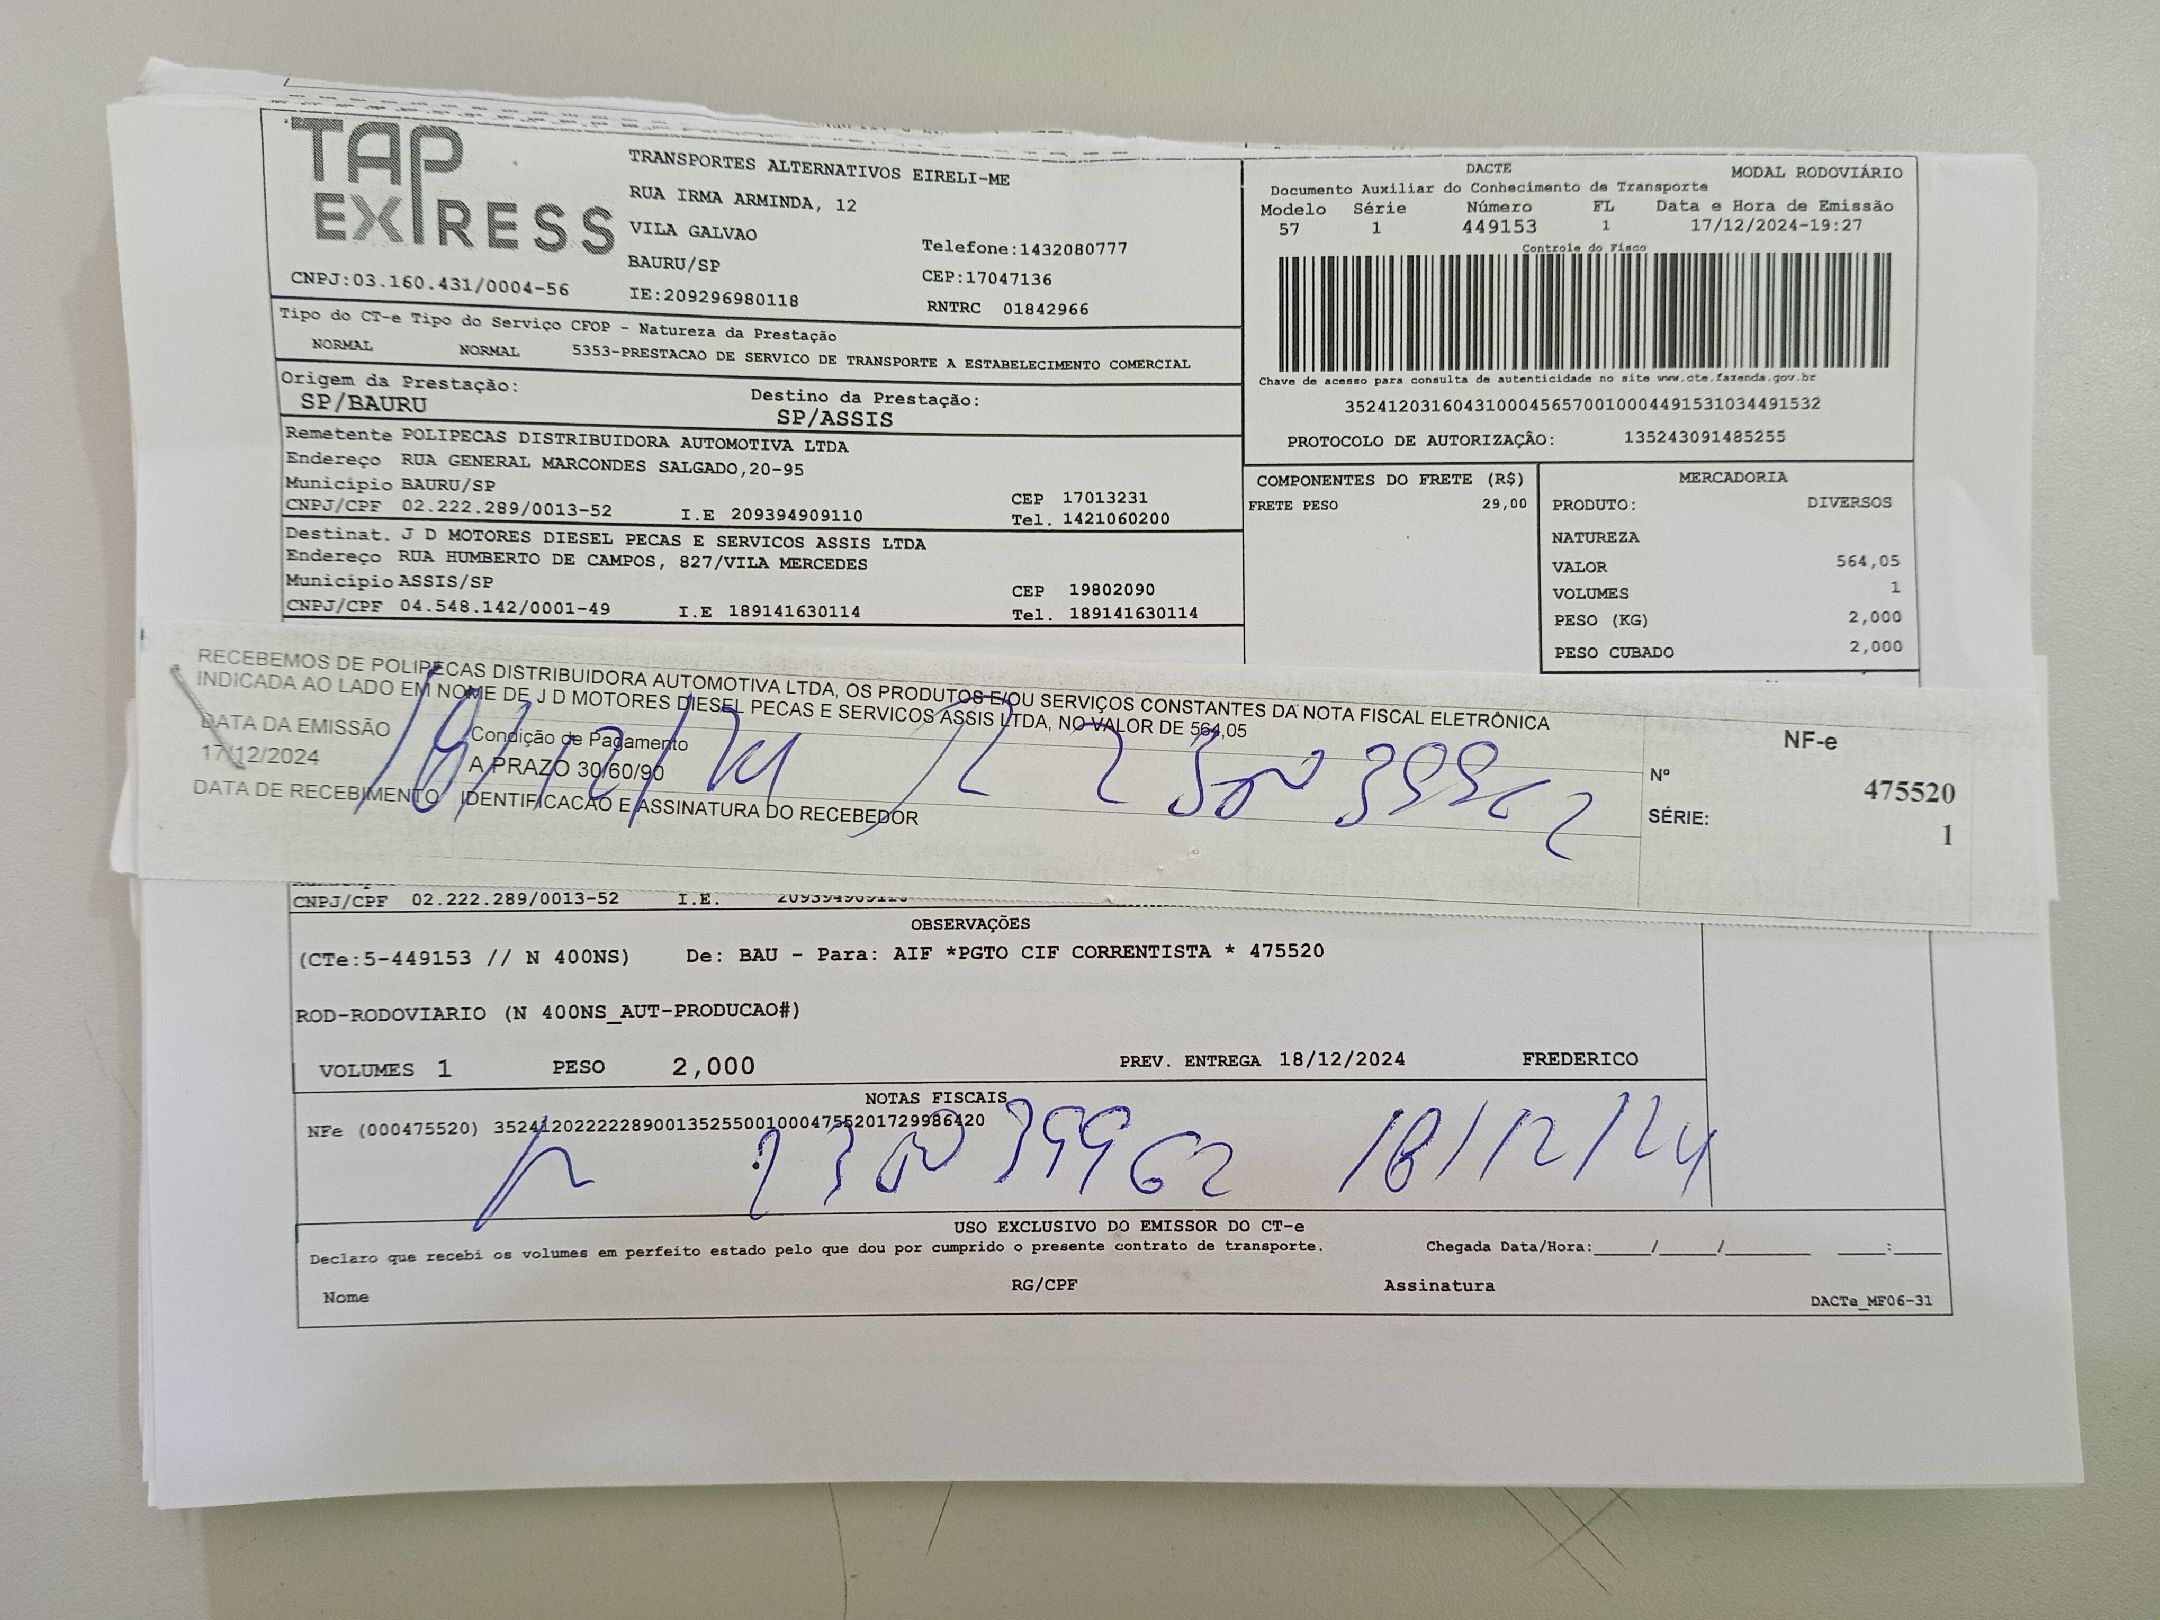 TAP EXPRESS
TRANSPORTES ALTERNATIVOS EIRELI-ME
RUA IRMA ARMINDA, 12
VILA GALVAO
BAURU/SP
Telefone:1432080777
CEP:17047136
CNPJ:03.160.431/0004-56
IE:209296980118
RNTRC 01842966
DACTE MODAL RODOVIÁRIO
Documento Auxiliar do Conhecimento de Transporte
Modelo Série Número FL Data e Hora de Emissão
57 1 449153 1 17/12/2024-19:27
Controle do Fisco
Chave de acesso para consulta de autenticidade no site www.cte.fazenda.gov.br
35241203160431000456570010004491531034491532
PROTOCOLO DE AUTORIZAÇÃO: 135243091485255
Tipo do CT-e Tipo do Serviço CFOP - Natureza da Prestação
NORMAL NORMAL 5353-PRESTACAO DE SERVICO DE TRANSPORTE A ESTABELECIMENTO COMERCIAL
Origem da Prestação: Destino da Prestação:
SP/BAURU SP/ASSIS
Remetente POLIPECAS DISTRIBUIDORA AUTOMOTIVA LTDA
Endereço RUA GENERAL MARCONDES SALGADO,20-95
Município BAURU/SP CEP 17013231
CNPJ/CPF 02.222.289/0013-52 I.E 209394909110 Tel. 1421060200
Destinat. J D MOTORES DIESEL PECAS E SERVICOS ASSIS LTDA
Endereço RUA HUMBERTO DE CAMPOS, 827/VILA MERCEDES
Município ASSIS/SP CEP 19802090
CNPJ/CPF 04.548.142/0001-49 I.E 189141630114 Tel. 189141630114
COMPONENTES DO FRETE (R$)
FRETE PESO 29,00
MERCADORIA
PRODUTO: DIVERSOS
NATUREZA
VALOR 564,05
VOLUMES 1
PESO (KG) 2,000
PESO CUBADO 2,000
RECEBEMOS DE POLIPECAS DISTRIBUIDORA AUTOMOTIVA LTDA, OS PRODUTOS E/OU SERVIÇOS CONSTANTES DA NOTA FISCAL ELETRÔNICA
INDICADA AO LADO EM NOME DE J D MOTORES DIESEL PECAS E SERVICOS ASSIS LTDA, NO VALOR DE 564,05
DATA DA EMISSÃO Condição de Pagamento
17/12/2024 A PRAZO 30/60/90
DATA DE RECEBIMENTO IDENTIFICACÃO E ASSINATURA DO RECEBEDOR
18/12/24
NF-e
Nº 475520
SÉRIE: 1
CNPJ/CPF 02.222.289/0013-52 I.E.
OBSERVAÇÕES
(CTe:5-449153 // N 400NS) De: BAU - Para: AIF *PGTO CIF CORRENTISTA * 475520
ROD-RODOVIARIO (N 400NS_AUT-PRODUCAO#)
VOLUMES 1 PESO 2,000 PREV. ENTREGA 18/12/2024 FREDERICO
NOTAS FISCAIS
NFe (000475520) 35241202222289001352550010004755201729986420
18/12/24
USO EXCLUSIVO DO EMISSOR DO CT-e
Declaro que recebi os volumes em perfeito estado pelo que dou por cumprido o presente contrato de transporte. Chegada Data/Hora:_____/_____/_______ ____:____
Nome RG/CPF Assinatura
DACTe_MF06-31